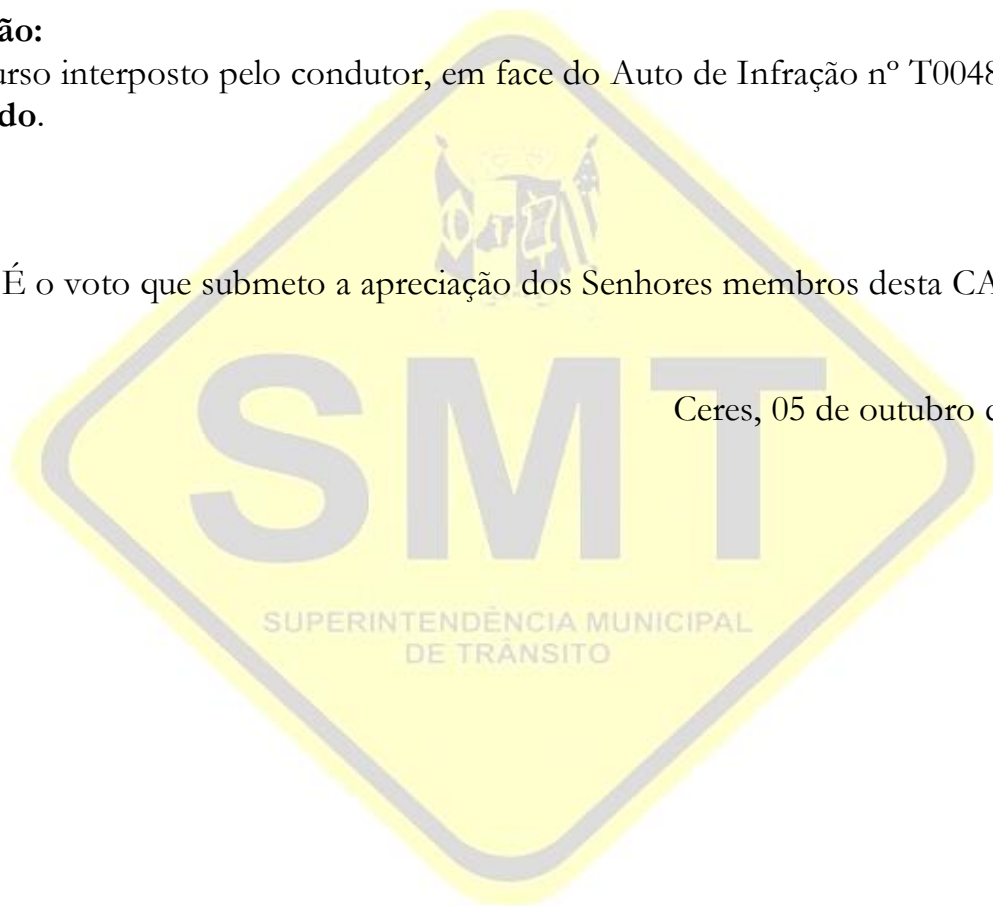 ão:
urso interposto pelo condutor, em face do Auto de Infração nº T0048
do.
É o voto que submeto a apreciação dos Senhores membros desta CA
Ceres, 05 de outubro d
SMT
SUPERINTENDÊNCIA MUNICIPAL
DE TRÂNSITO